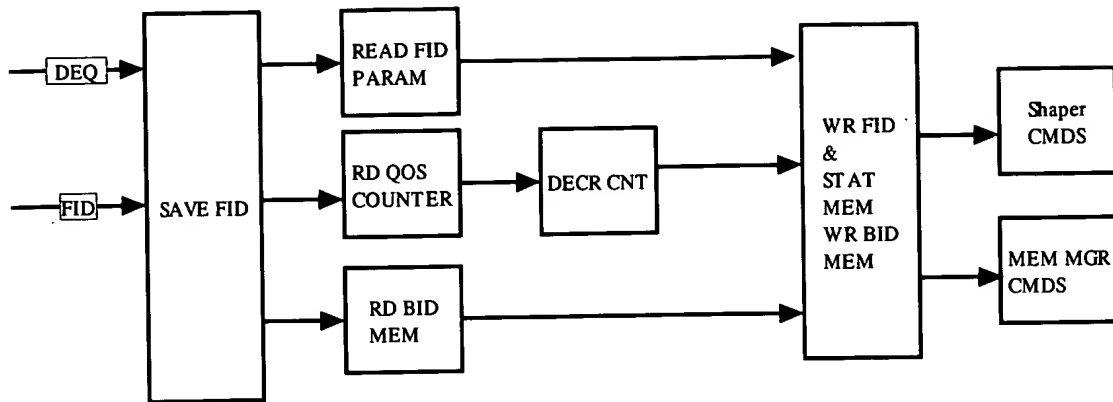 DEQ
FID
SAVE FID
READ FID
PARAM
RD QOS
COUNTER
DECR CNT
RD BID
MEM
WR FID
&
STAT
MEM
WR BID
MEM
Shaper
CMDS
MEM MGR
CMDS